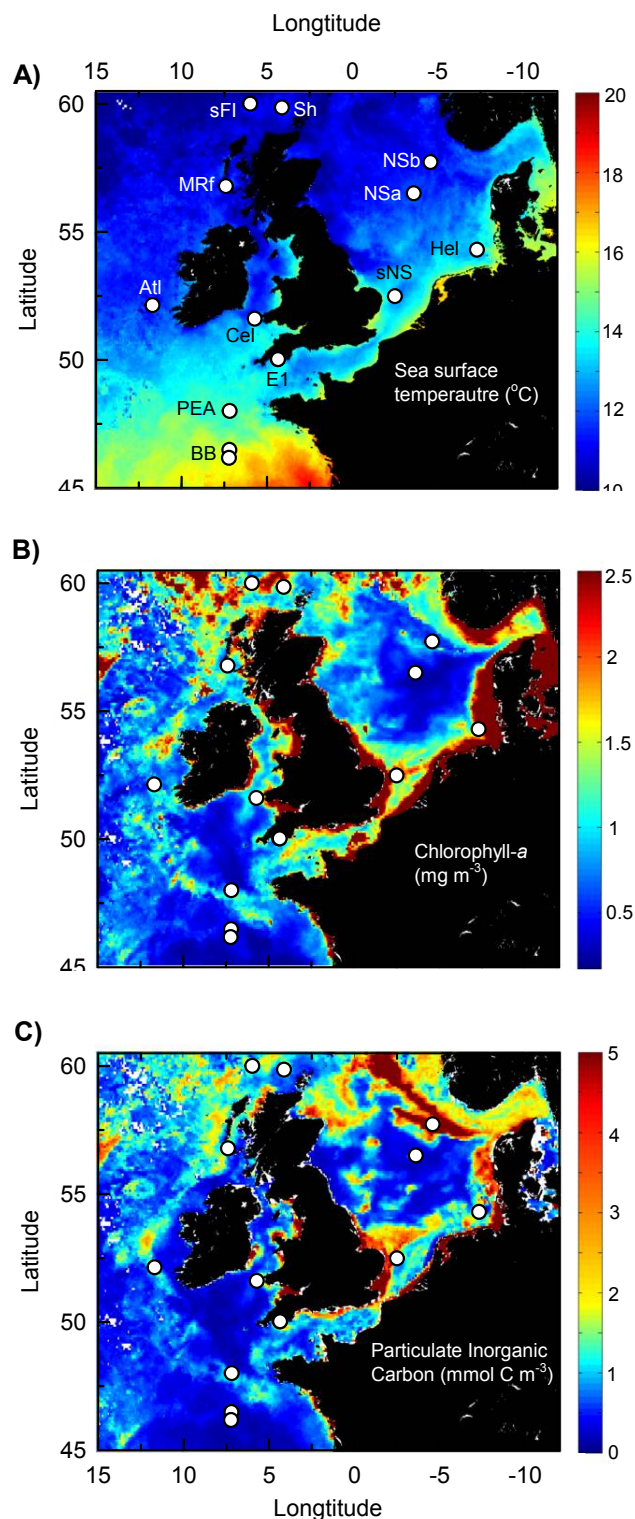 Longtitude
A)
15 10 5 0 -5 -10
60
55
50
45
Latitude
sFI Sh
NSb
MRf
NSa
Hel
sNS
Atl
Cel
E1
PEA
BB
Sea surface
temperautre (°C)
20
18
16
14
12
10
B)
60
55
50
45
Latitude
Chlorophyll-a
(mg m-3)
2.5
2
1.5
1
0.5
C)
60
55
50
45
Latitude
Particulate Inorganic
Carbon (mmol C m-3)
5
4
3
2
1
0
15 10 5 0 -5 -10
Longtitude